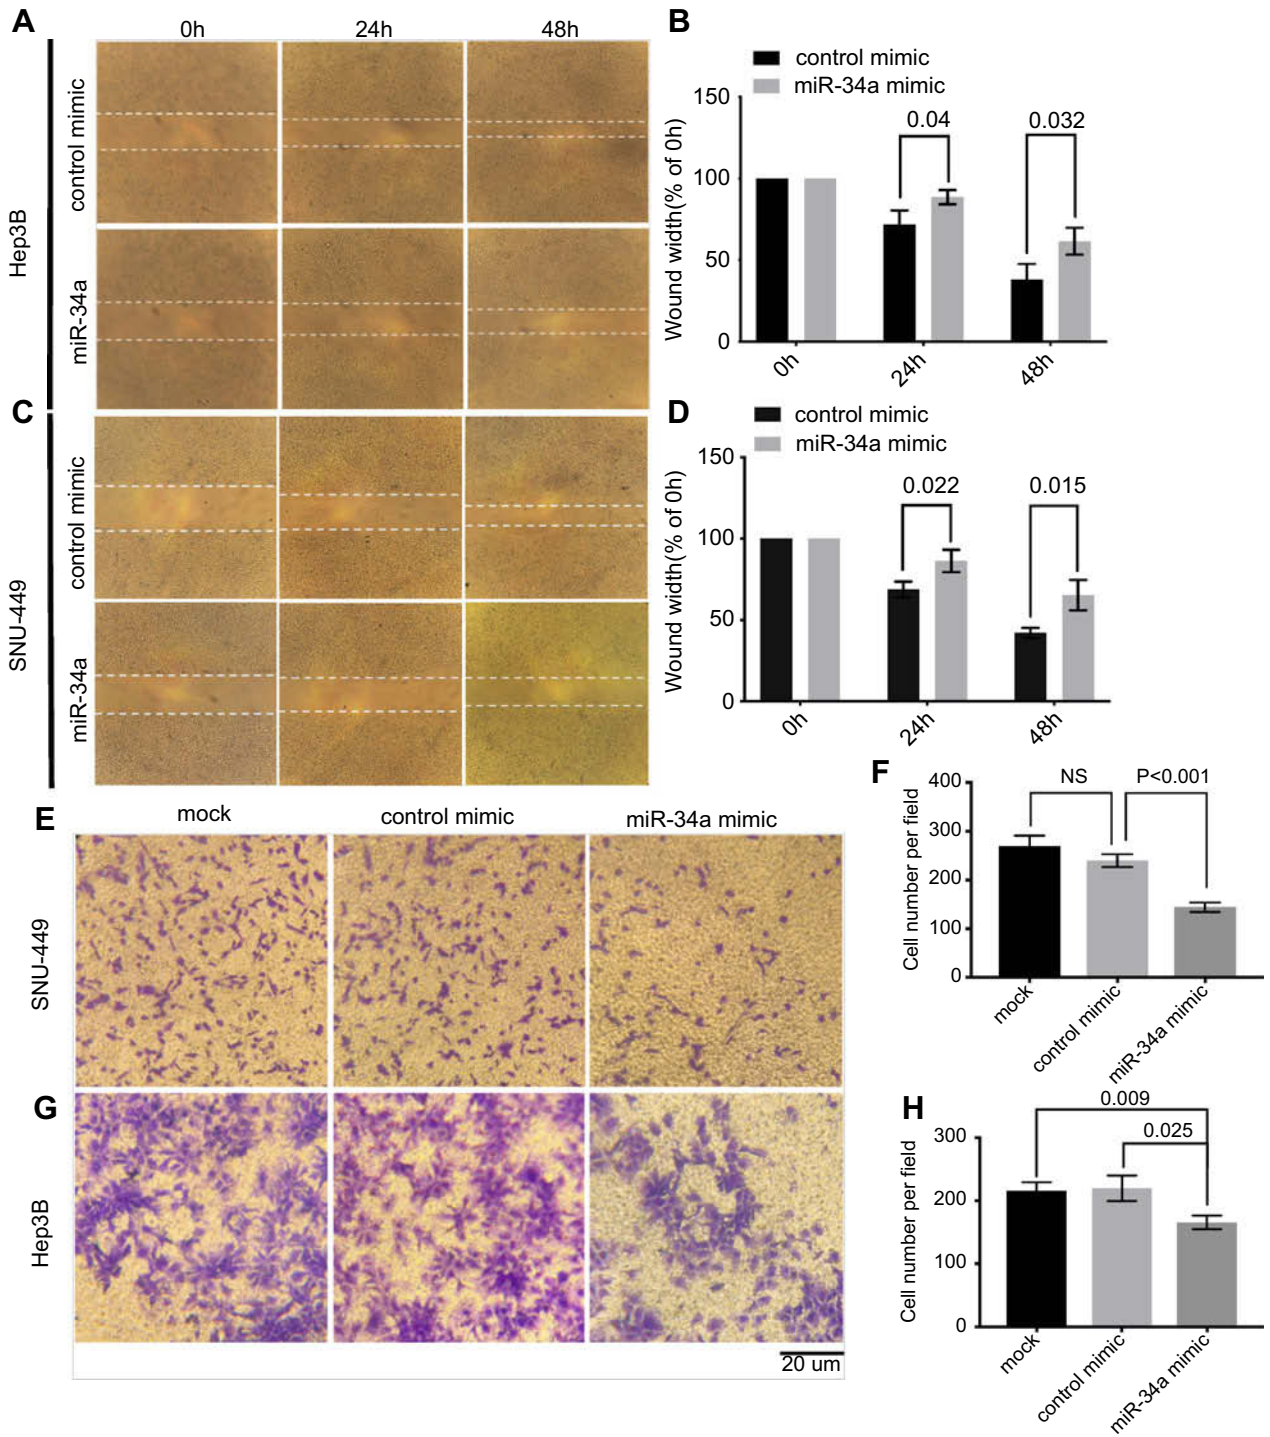 A
0h
24h
48h
Hep3B
control mimic
miR-34a
B
control mimic
miR-34a mimic
Wound width(% of 0h)
150
100
50
0
0.04
0.032
0h
24h
48h
C
SNU-449
control mimic
miR-34a
D
control mimic
miR-34a mimic
Wound width(% of 0h)
150
100
50
0
0.022
0.015
0h
24h
48h
E
mock
control mimic
miR-34a mimic
SNU-449
F
Cell number per field
400
300
200
100
0
NS
P<0.001
mock
control mimic
miR-34a mimic
G
Hep3B
20 um
H
Cell number per field
300
200
100
0
0.009
0.025
mock
control mimic
miR-34a mimic